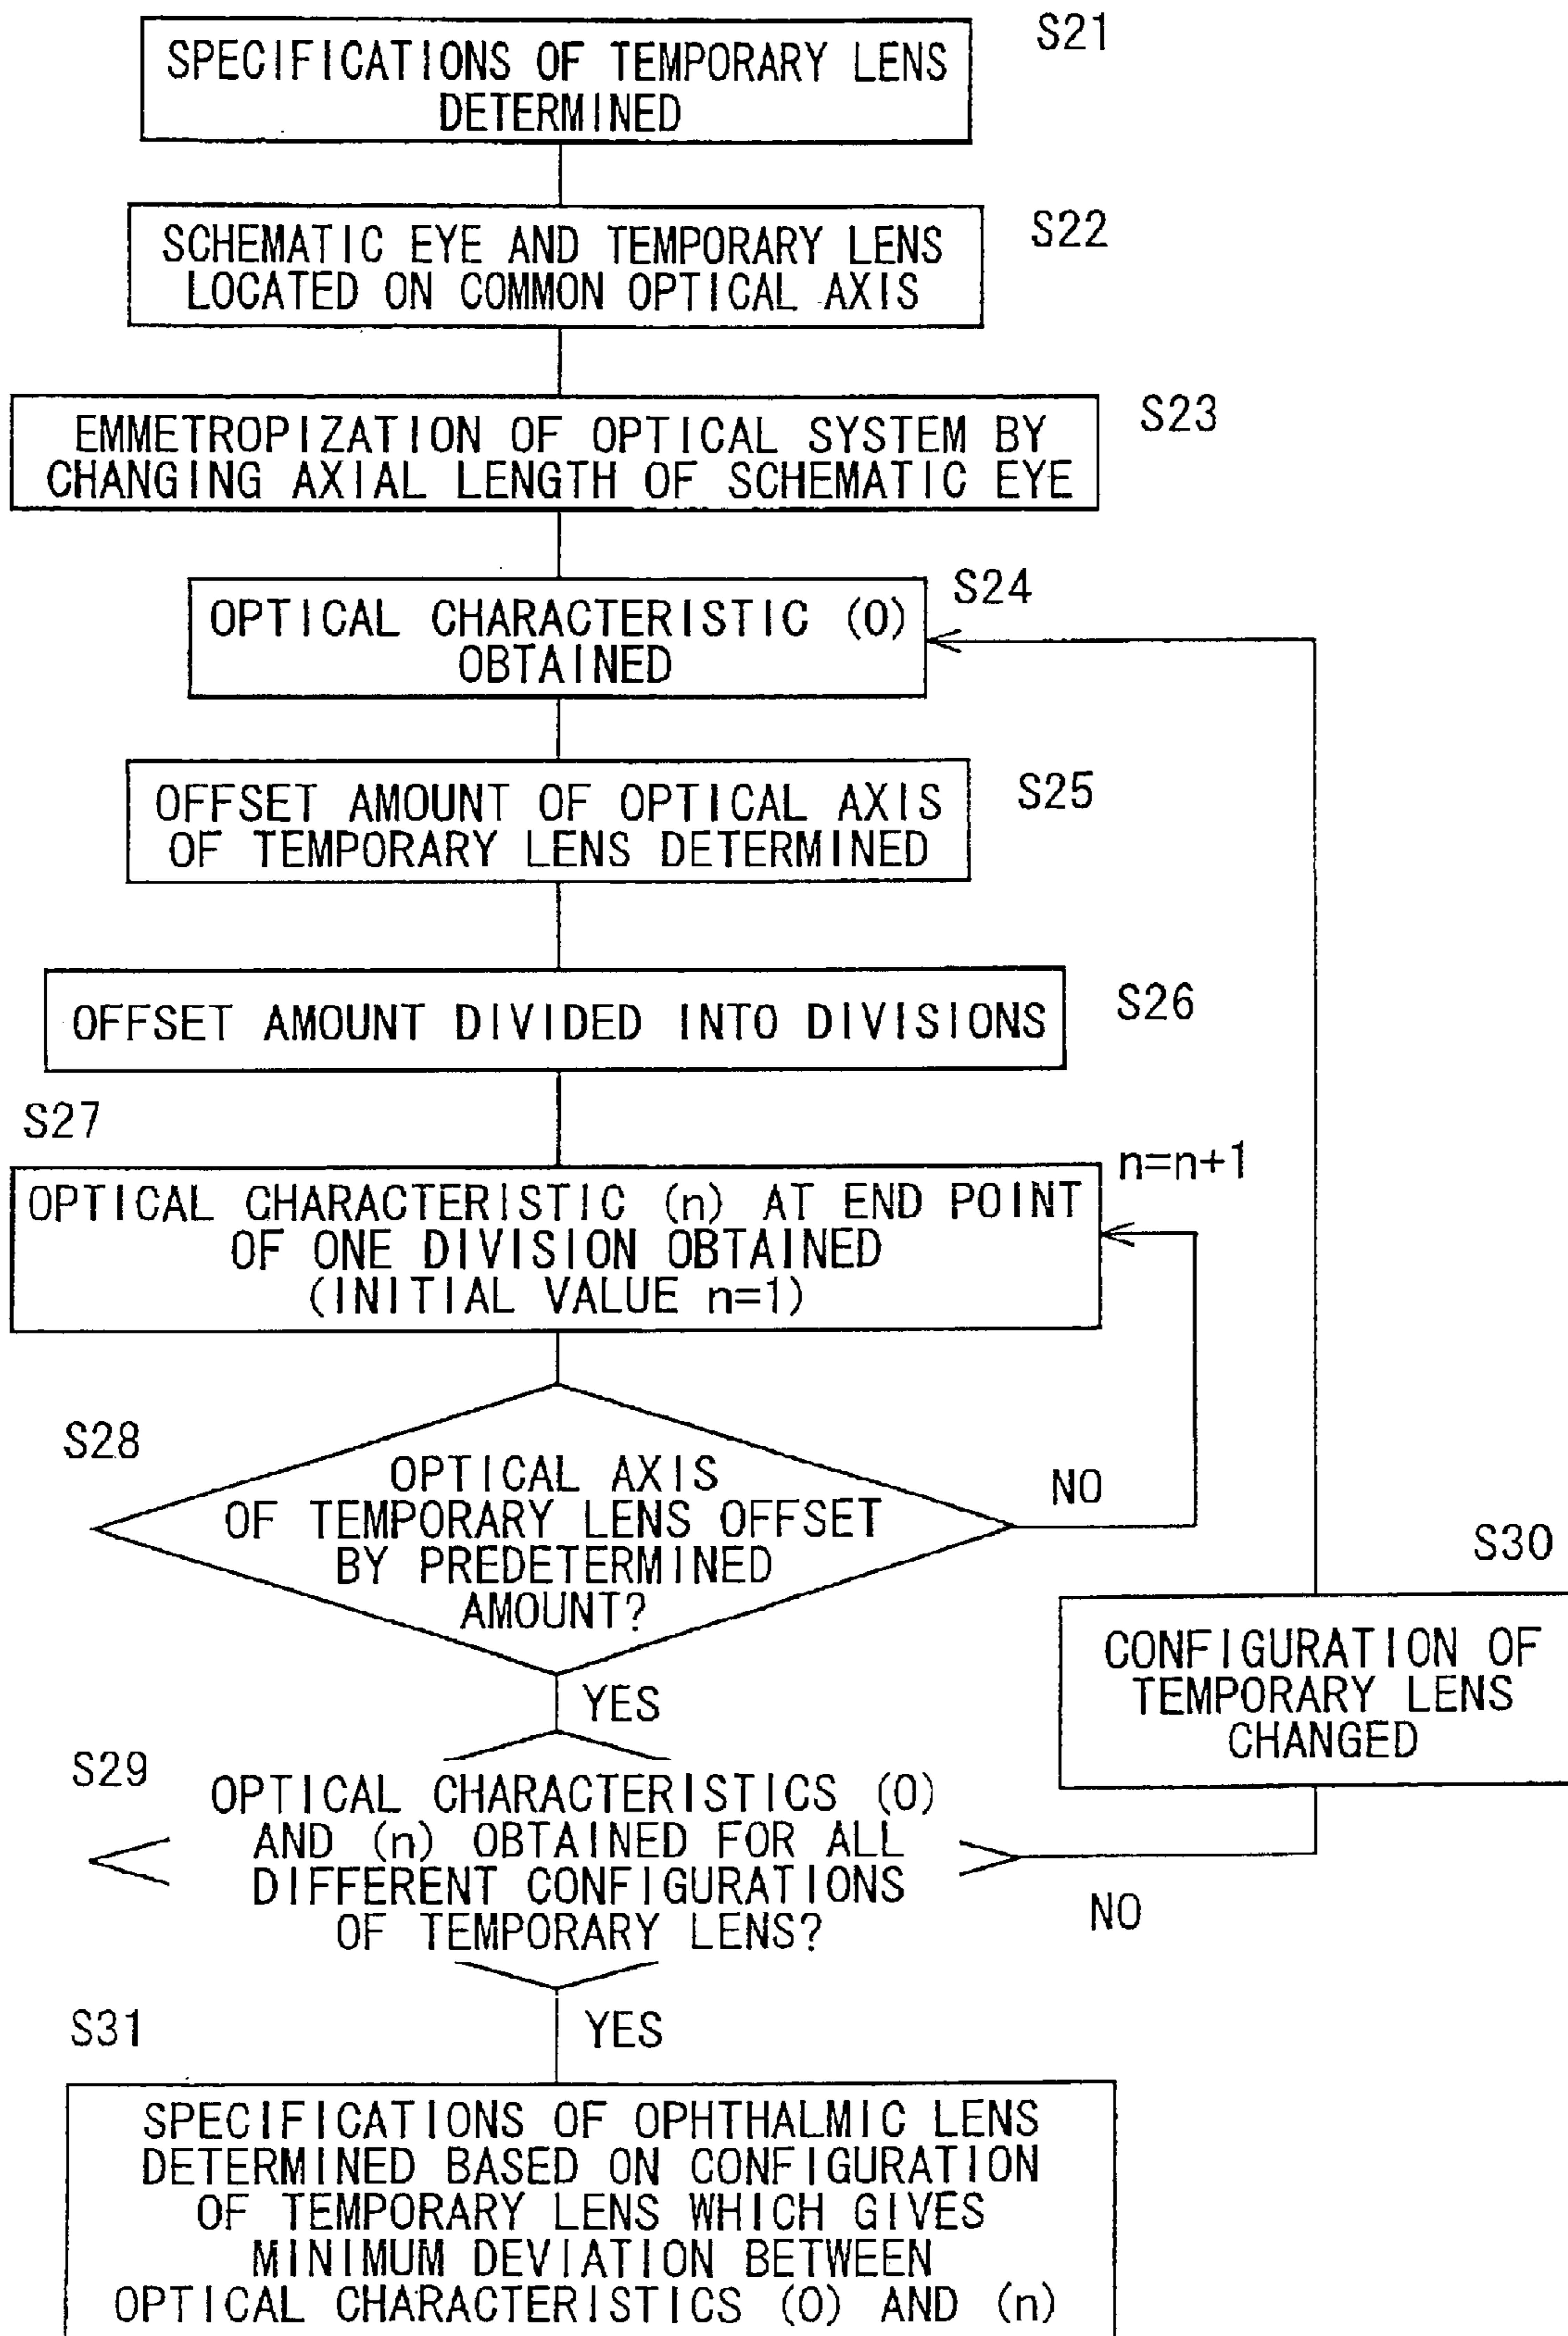 S21
SPECIFICATIONS OF TEMPORARY LENS
DETERMINED
S22
SCHEMATIC EYE AND TEMPORARY LENS
LOCATED ON COMMON OPTICAL AXIS
S23
EMMETROPIZATION OF OPTICAL SYSTEM BY
CHANGING AXIAL LENGTH OF SCHEMATIC EYE
S24
OPTICAL CHARACTERISTIC (0)
OBTAINED
S25
OFFSET AMOUNT OF OPTICAL AXIS
OF TEMPORARY LENS DETERMINED
S26
OFFSET AMOUNT DIVIDED INTO DIVISIONS
S27
n=n+1
OPTICAL CHARACTERISTIC (n) AT END POINT
OF ONE DIVISION OBTAINED
(INITIAL VALUE n=1)
S28
OPTICAL AXIS
OF TEMPORARY LENS OFFSET
BY PREDETERMINED
AMOUNT?
NO
YES
S30
CONFIGURATION OF
TEMPORARY LENS
CHANGED
S29
OPTICAL CHARACTERISTICS (0)
AND (n) OBTAINED FOR ALL
DIFFERENT CONFIGURATIONS
OF TEMPORARY LENS?
NO
YES
S31
SPECIFICATIONS OF OPHTHALMIC LENS
DETERMINED BASED ON CONFIGURATION
OF TEMPORARY LENS WHICH GIVES
MINIMUM DEVIATION BETWEEN
OPTICAL CHARACTERISTICS (0) AND (n)